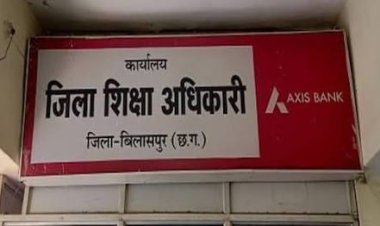 कार्यालय
जिला शिक्षा अधिकारी
जिला-बिलासपुर (छ.ग.)
AXIS BANK